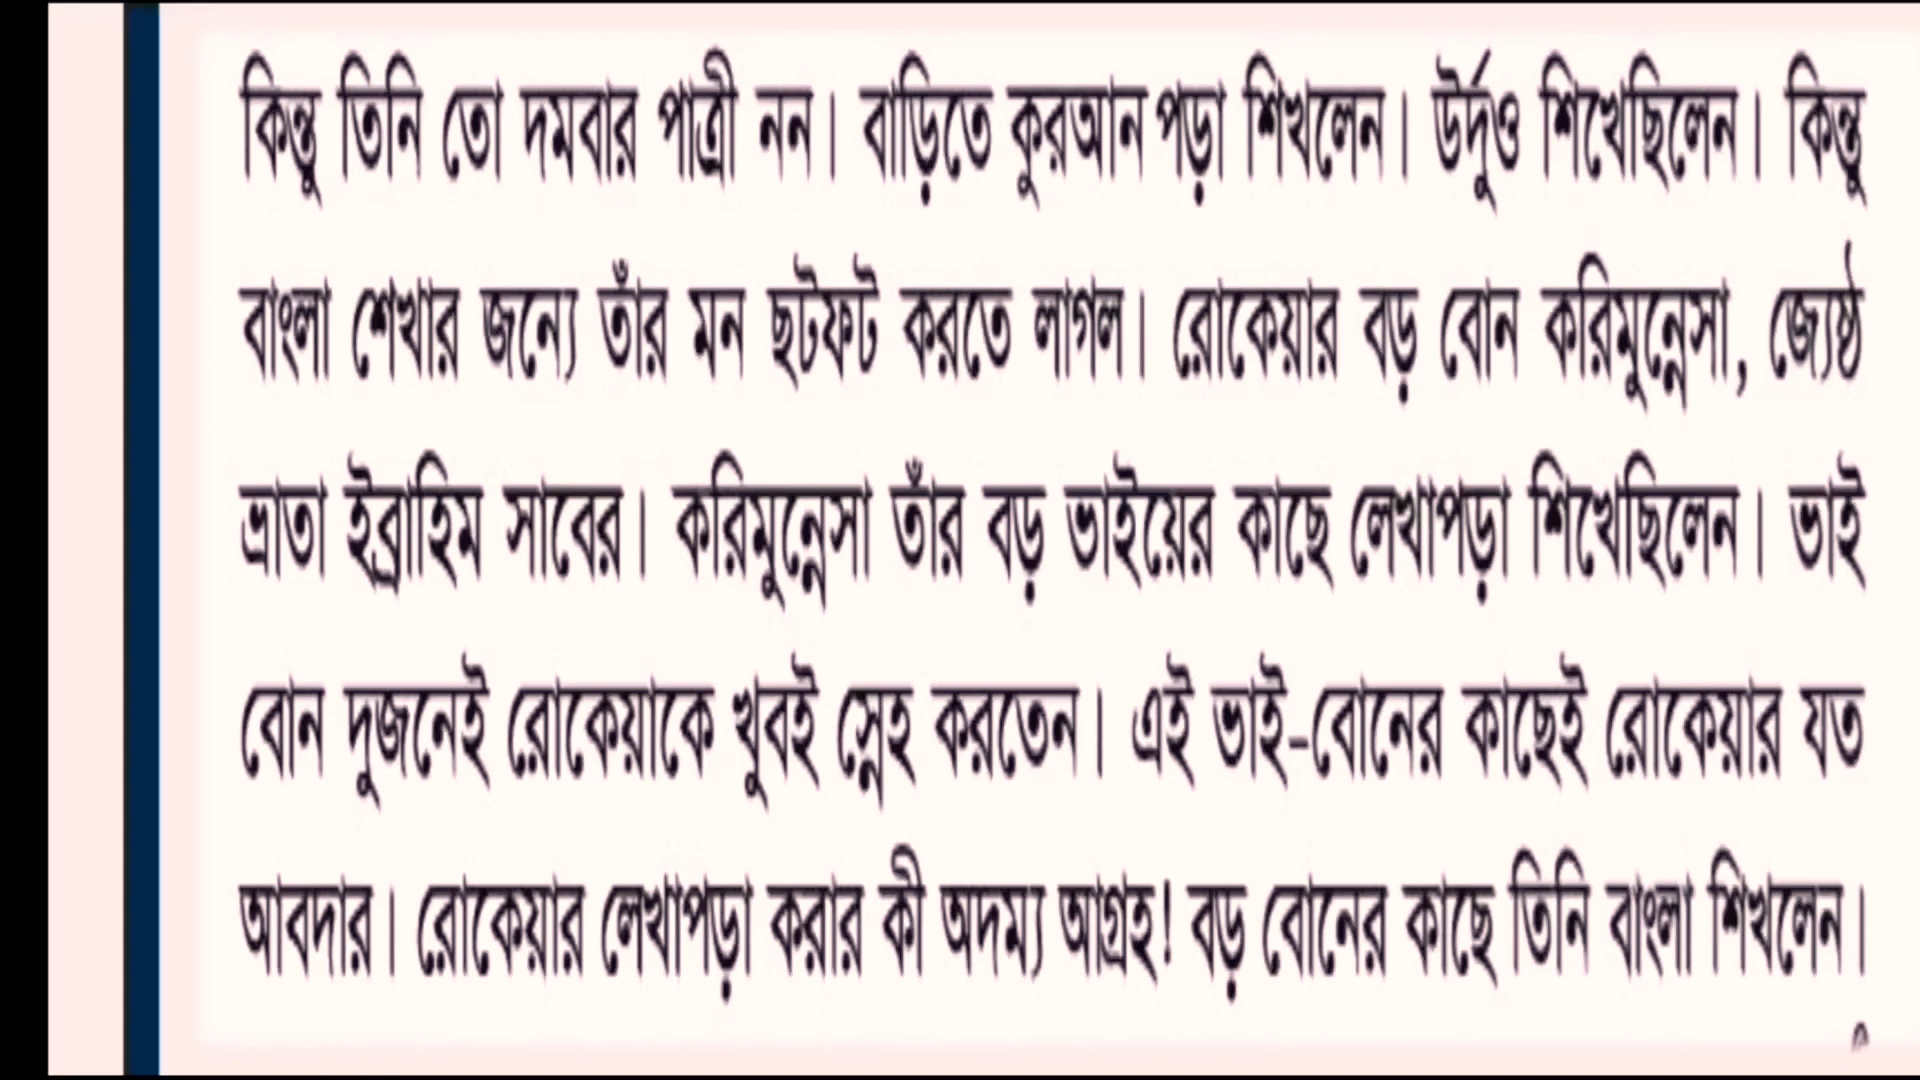 কিন্তু তিনি তো দমবার পাত্রী নন। বাড়িতে কুরআন পড়া শিখলেন। উর্দুও শিখেছিলেন। কিন্তু
বাংলা শেখার জন্যে তাঁর মন ছটফট করতে লাগল। রোকেয়ার বড় বোন করিমুন্নেসা, জ্যেষ্ঠ
ভ্রাতা ইব্রাহিম সাবের। করিমুন্নেসা তাঁর বড় ভাইয়ের কাছে লেখাপড়া শিখেছিলেন। ভাই
বোন দুজনেই রোকেয়াকে খুবই স্নেহ করতেন। এই ভাই-বোনের কাছেই রোকেয়ার যত
আবদার। রোকেয়ার লেখাপড়া করার কী অদম্য আগ্রহ! বড় বোনের কাছে তিনি বাংলা শিখলেন।